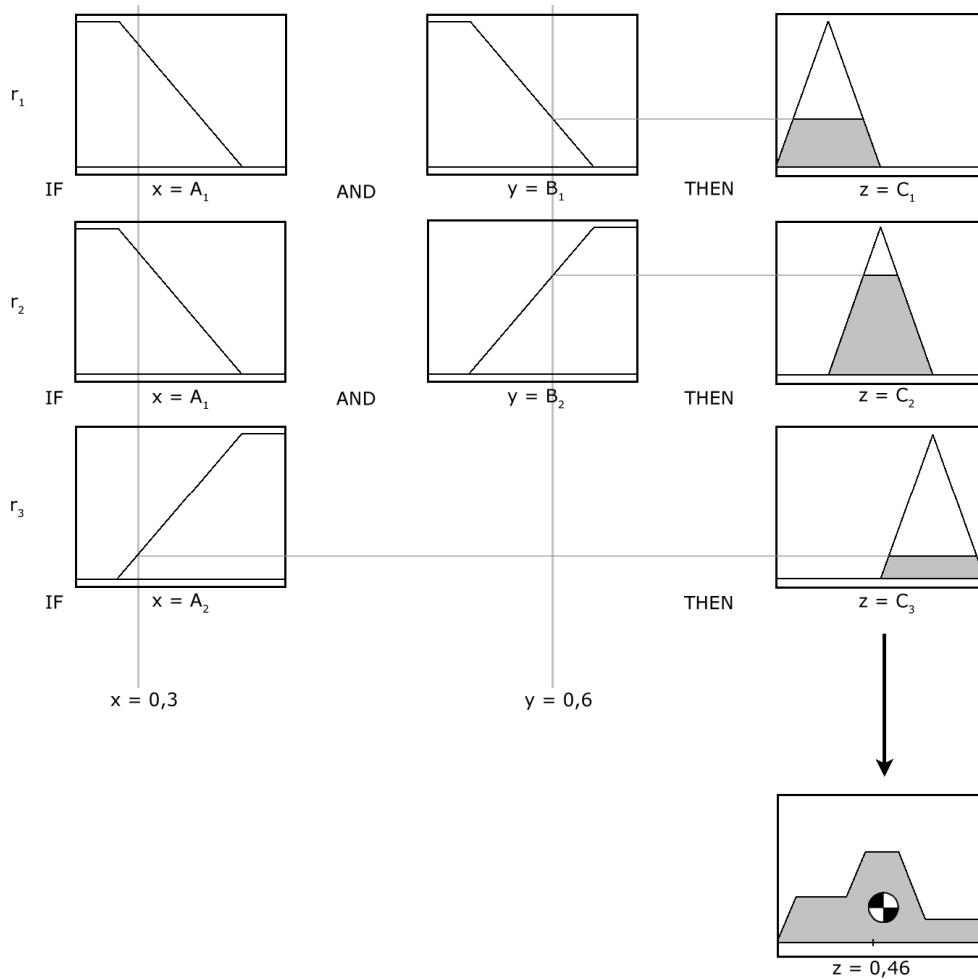 r₁
IF x = A₁ AND y = B₁ THEN z = C₁
r₂
IF x = A₁ AND y = B₂ THEN z = C₂
r₃
IF x = A₂ THEN z = C₃
x = 0,3 y = 0,6
z = 0,46